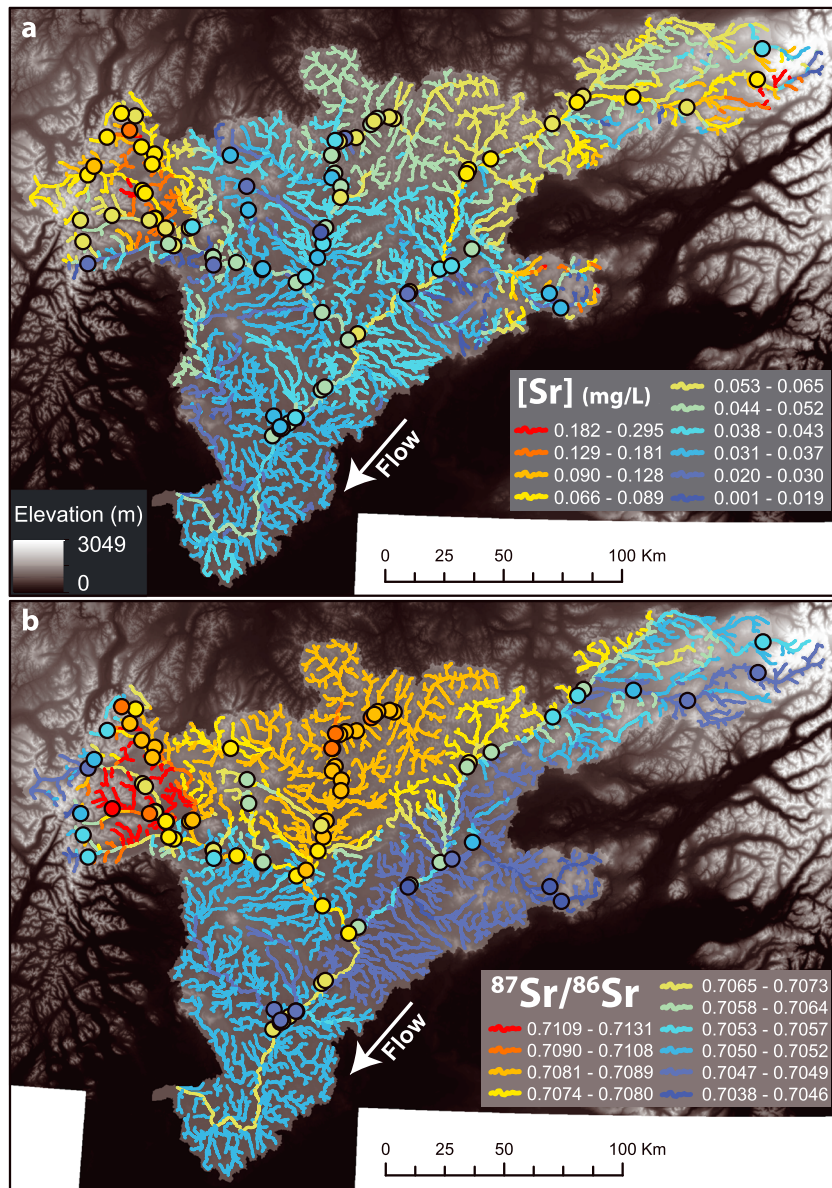 a
[Sr] (mg/L)
0.182 - 0.295
0.129 - 0.181
0.090 - 0.128
0.066 - 0.089
0.053 - 0.065
0.044 - 0.052
0.038 - 0.043
0.031 - 0.037
0.020 - 0.030
0.001 - 0.019
Flow
Elevation (m)
3049
0
0 25 50 100 Km
b
87Sr/86Sr
0.7109 - 0.7131
0.7090 - 0.7108
0.7081 - 0.7089
0.7074 - 0.7080
0.7065 - 0.7073
0.7058 - 0.7064
0.7053 - 0.7057
0.7050 - 0.7052
0.7047 - 0.7049
0.7038 - 0.7046
Flow
0 25 50 100 Km